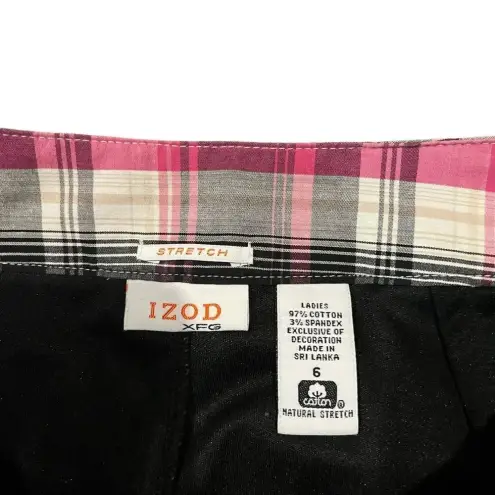 STRETCH
IZOD
XFG
LADIES
97% COTTON
3% SPANDEX
EXCLUSIVE OF
DECORATION
MADE IN
SRI LANKA
6
Cotton ®
NATURAL STRETCH